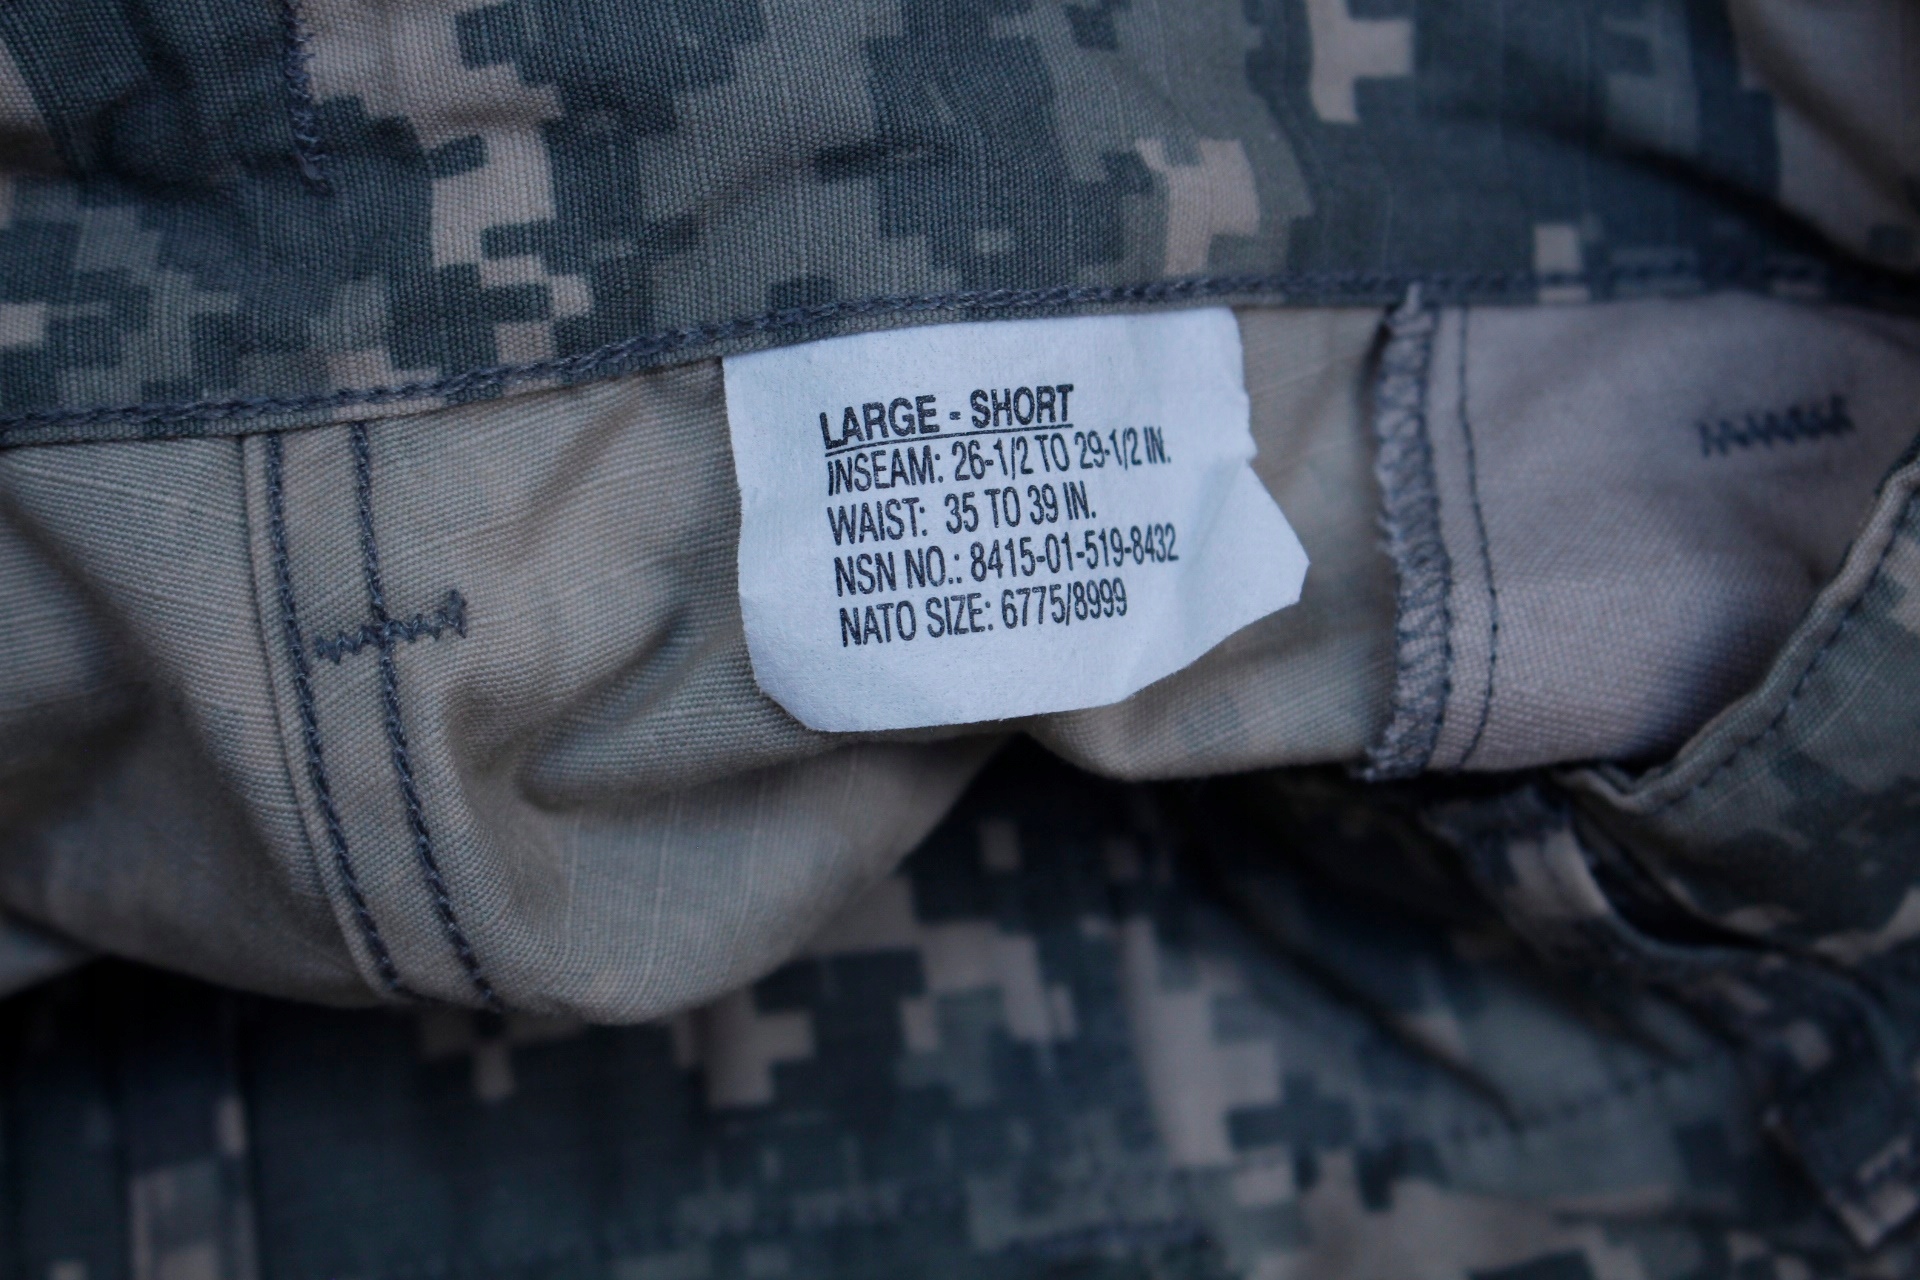 LARGE - SHORT
INSEAM: 26-1/2 TO 29-1/2 IN.
WAIST: 35 TO 39 IN.
NSN NO.: 8415-01-519-8432
NATO SIZE: 6775/8999